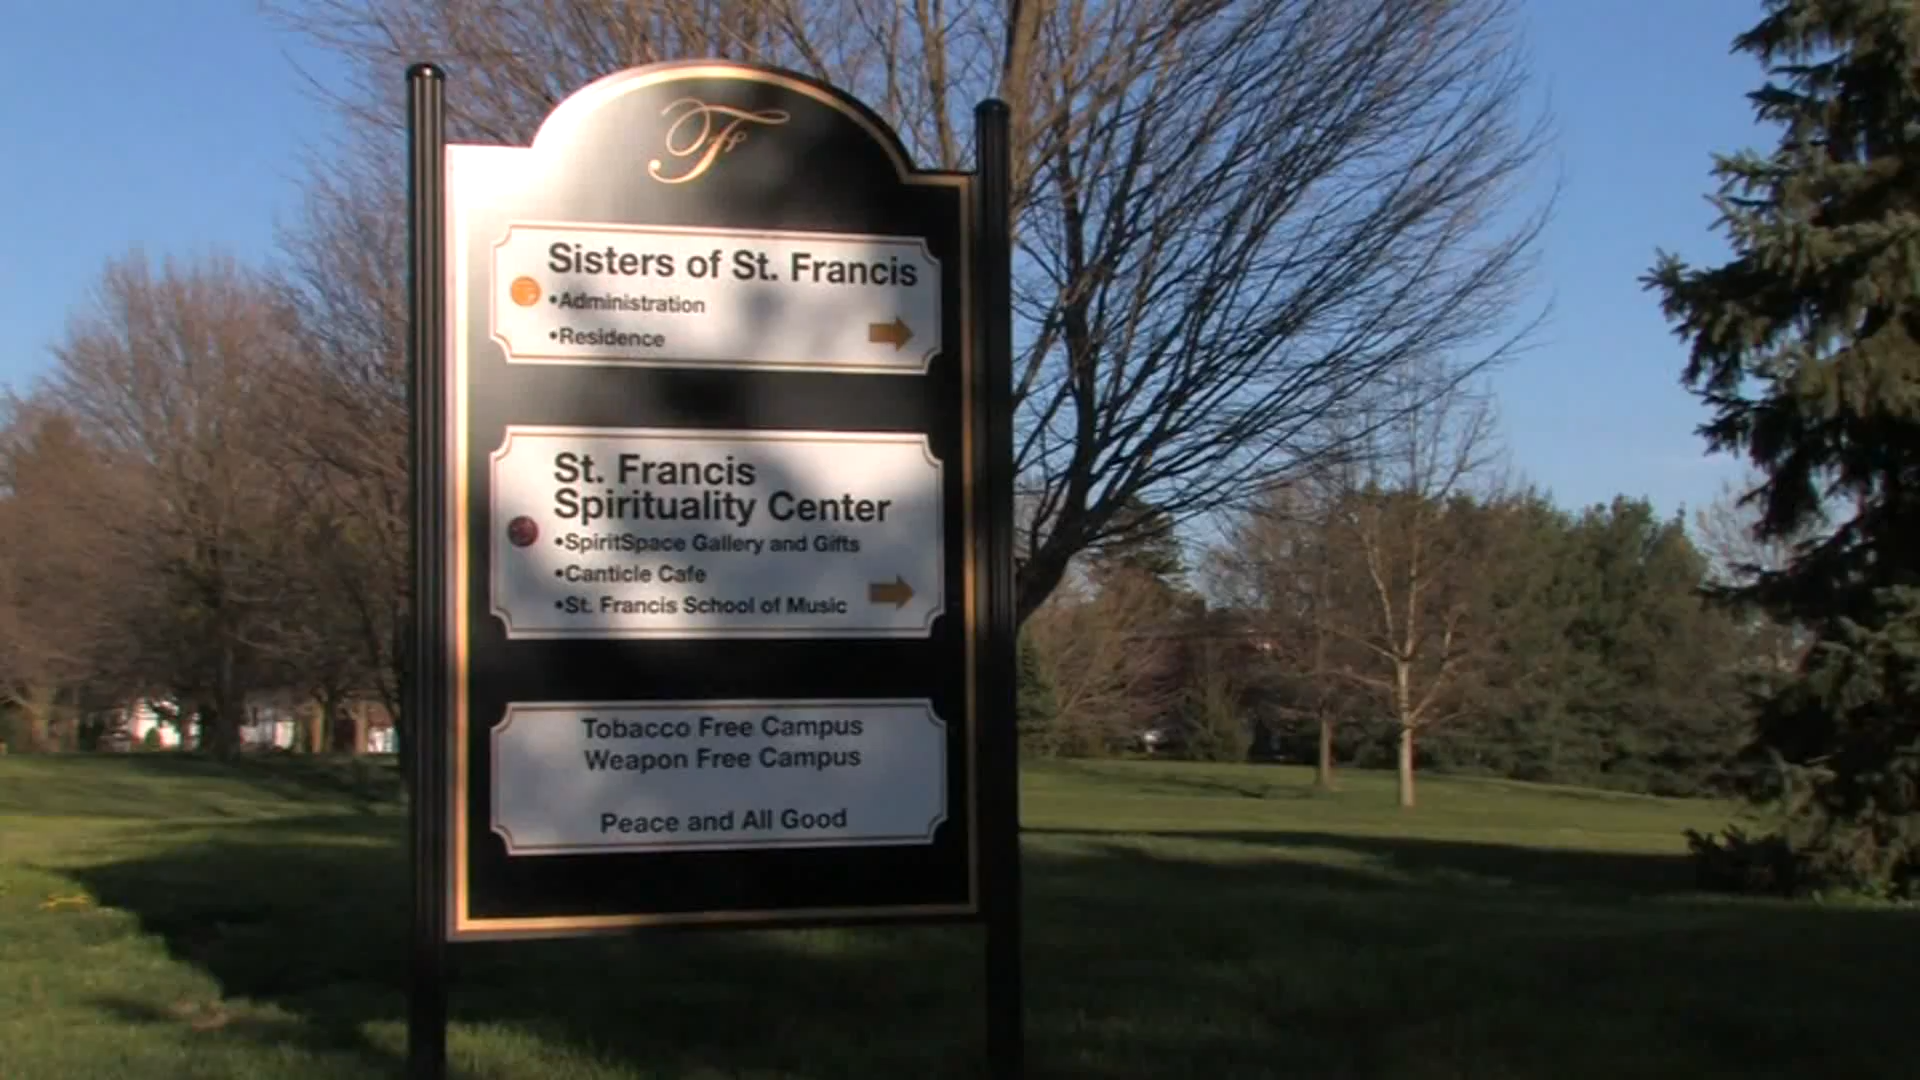 F
Sisters of St. Francis
•Administration
•Residence
St. Francis
Spirituality Center
•SpiritSpace Gallery and Gifts
•Canticle Cafe
•St. Francis School of Music
Tobacco Free Campus
Weapon Free Campus
Peace and All Good